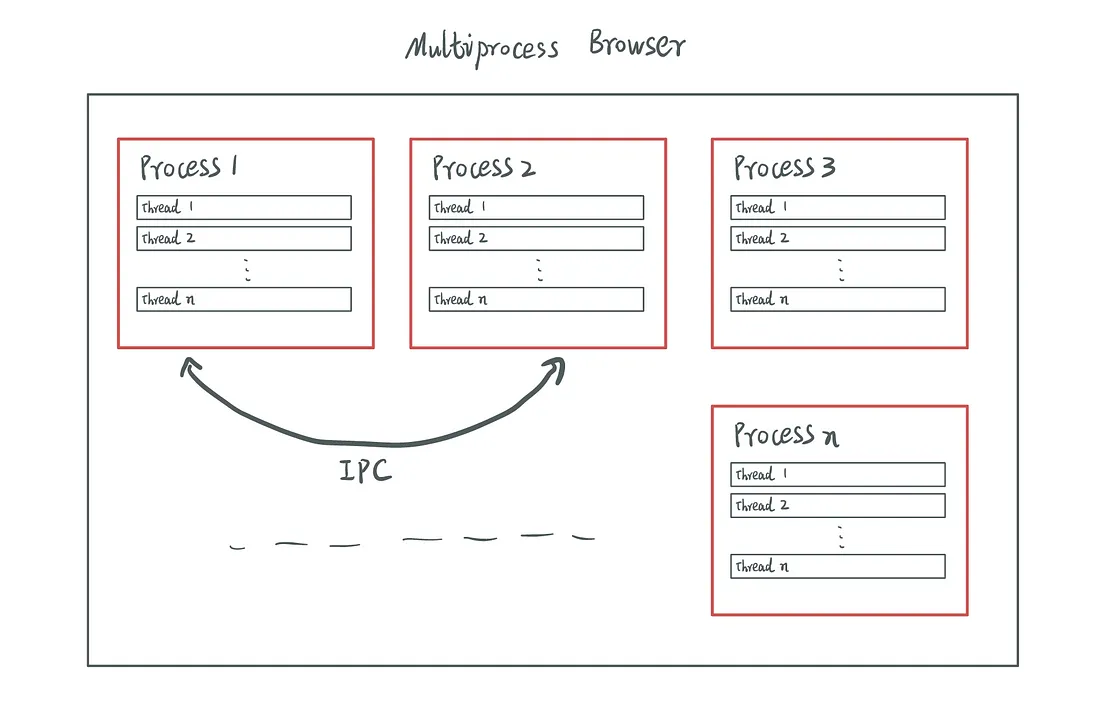 Multiprocess Browser
Process 1
Thread 1
Thread 2
Thread n
Process 2
Thread 1
Thread 2
Thread n
Process 3
Thread 1
Thread 2
Thread n
IPC
Process n
Thread 1
Thread 2
Thread n